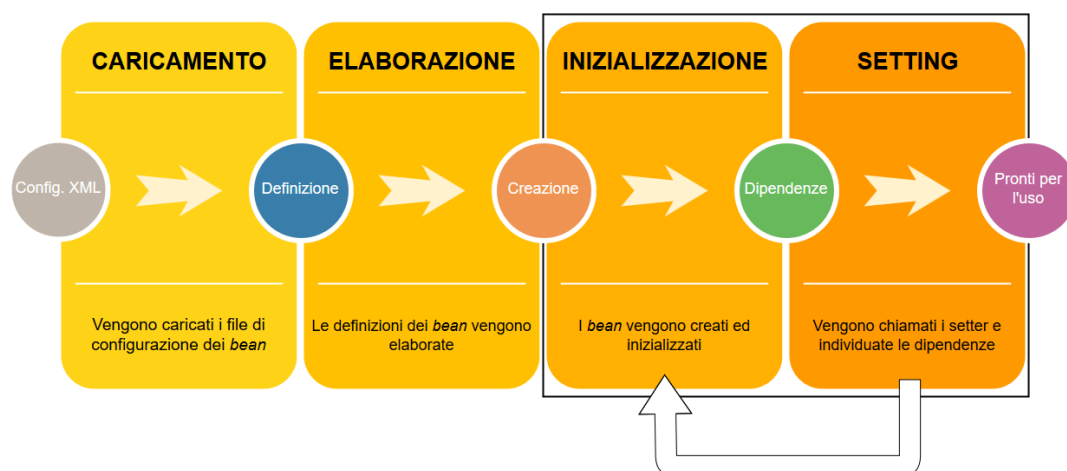 CARICAMENTO
ELABORAZIONE
INIZIALIZZAZIONE
SETTING
Config. XML
Definizione
Creazione
Dipendenze
Pronti per
l'uso
Vengono caricati i file di
configurazione dei bean
Le definizioni dei bean vengono
elaborate
I bean vengono creati ed
inizializzati
Vengono chiamati i setter e
individuate le dipendenze